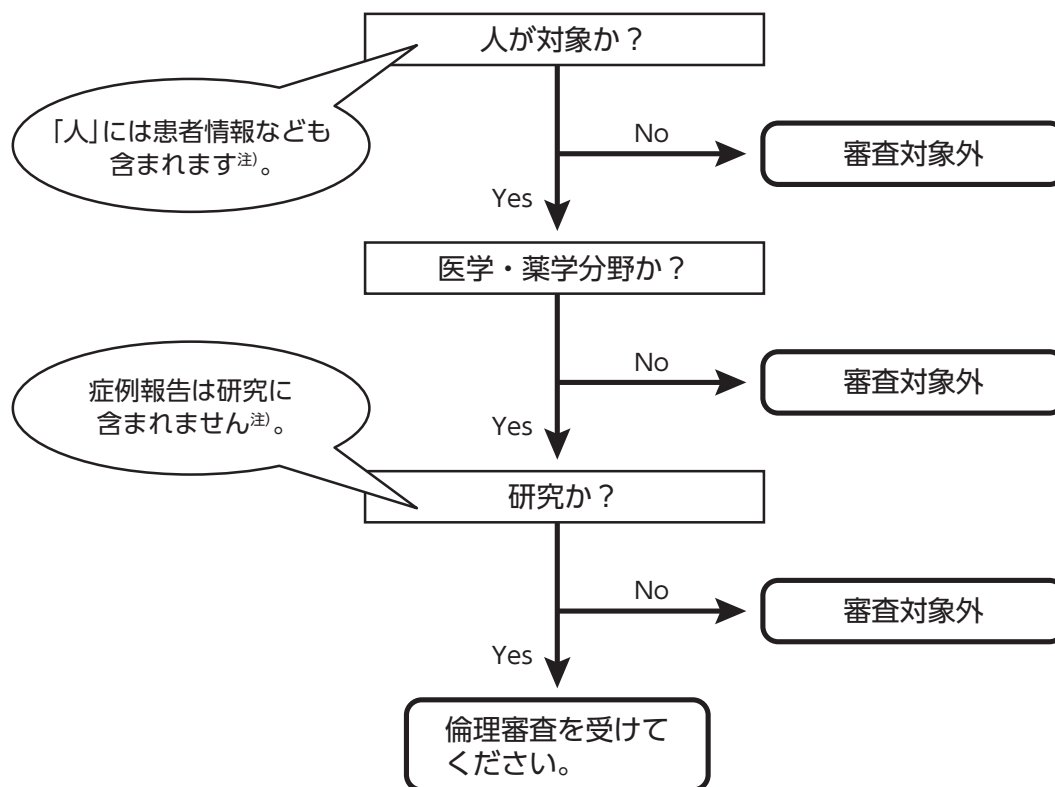 人が対象か？
「人」には患者情報なども
含まれます注)。
No
審査対象外
Yes
医学・薬学分野か？
No
審査対象外
症例報告は研究に
含まれません注)。
Yes
研究か？
No
審査対象外
Yes
倫理審査を受けて
ください。